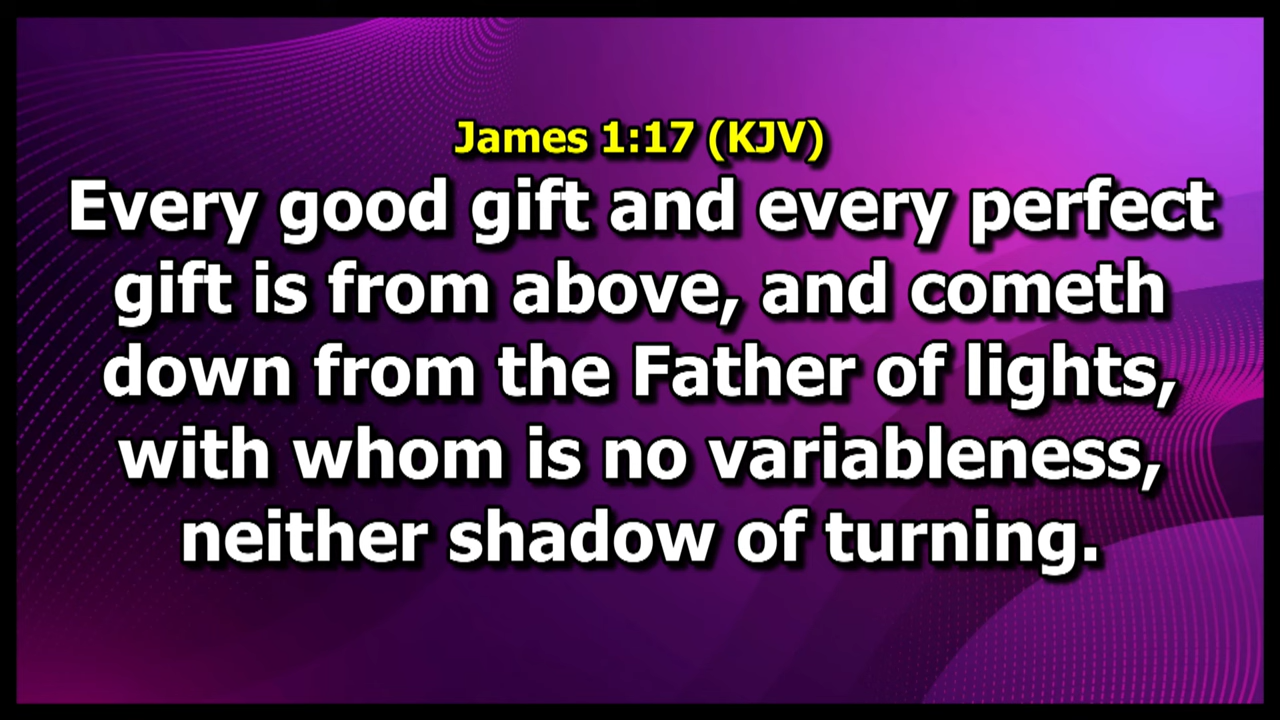 James 1:17 (KJV)
Every good gift and every perfect
gift is from above, and cometh
down from the Father of lights,
with whom is no variableness,
neither shadow of turning.